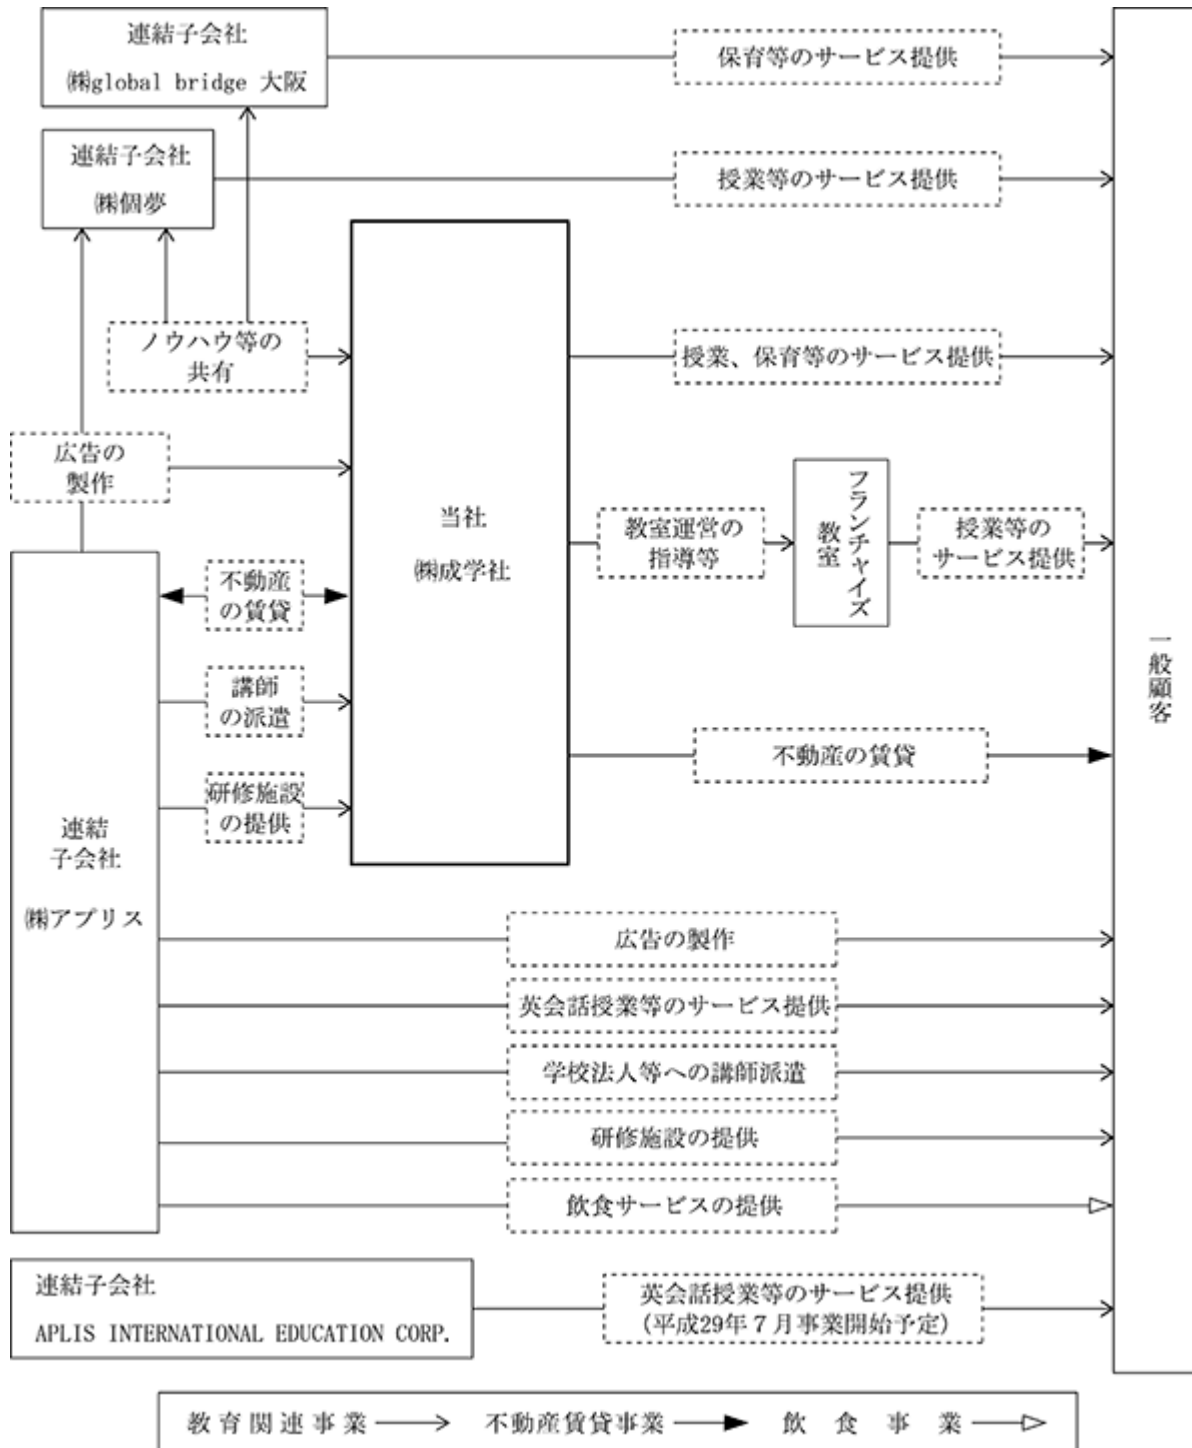 連結子会社
㈱global bridge 大阪
保育等のサービス提供
連結子会社
㈱個夢
授業等のサービス提供
ノウハウ等の
共有
授業、保育等のサービス提供
広告の
製作
当社
㈱成学社
教室運営の
指導等
フランチャイズ
教室
授業等の
サービス提供
不動産
の賃貸
講師
の派遣
不動産の賃貸
研修施設
の提供
一般顧客
連結
子会社
㈱アプリス
広告の製作
英会話授業等のサービス提供
学校法人等への講師派遣
研修施設の提供
飲食サービスの提供
連結子会社
APLIS INTERNATIONAL EDUCATION CORP.
英会話授業等のサービス提供
(平成29年7月事業開始予定)
教育関連事業 不動産賃貸事業 飲食事業